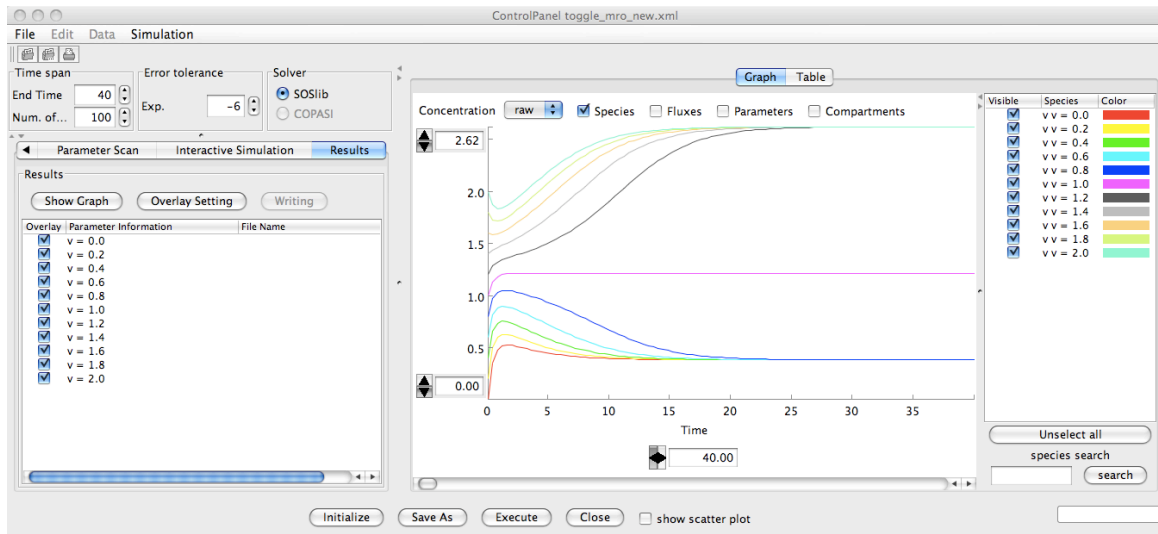 ControlPanel toggle_mro_new.xml
File Edit Data Simulation
Time span
End Time 40
Num. of... 100
Error tolerance
Exp. -6
Solver
SOSlib
COPASI
Parameter Scan Interactive Simulation Results
Results
Show Graph Overlay Setting Writing
Overlay Parameter Information File Name
v = 0.0
v = 0.2
v = 0.4
v = 0.6
v = 0.8
v = 1.0
v = 1.2
v = 1.4
v = 1.6
v = 1.8
v = 2.0
Graph Table
Concentration raw Species Fluxes Parameters Compartments
2.62
2.0
1.5
1.0
0.5
0.00
0 5 10 15 20 25 30 35
Time
40.00
Visible Species Color
v v = 0.0
v v = 0.2
v v = 0.4
v v = 0.6
v v = 0.8
v v = 1.0
v v = 1.2
v v = 1.4
v v = 1.6
v v = 1.8
v v = 2.0
Unselect all
species search
search
Initialize Save As Execute Close show scatter plot